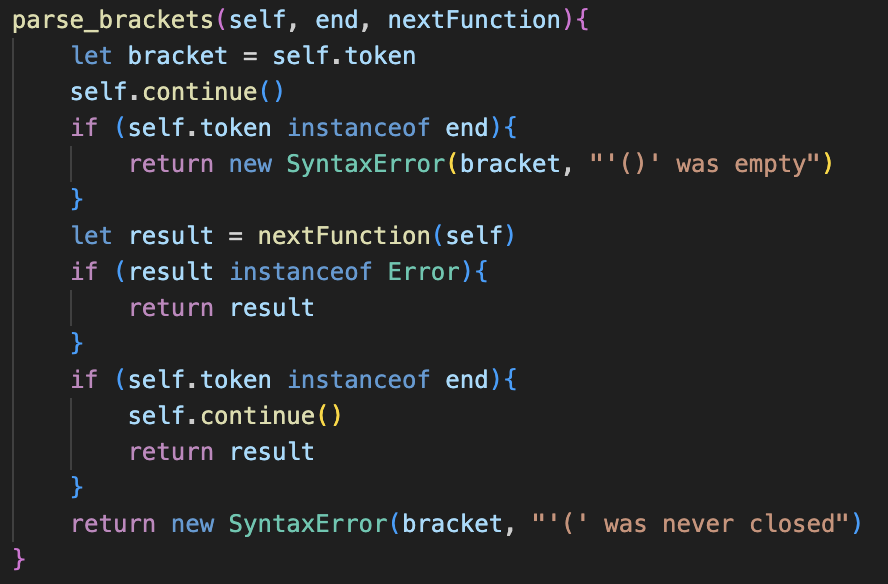 parse_brackets(self, end, nextFunction){
    let bracket = self.token
    self.continue()
    if (self.token instanceof end){
        return new SyntaxError(bracket, "'()' was empty")
    }
    let result = nextFunction(self)
    if (result instanceof Error){
        return result
    }
    if (self.token instanceof end){
        self.continue()
        return result
    }
    return new SyntaxError(bracket, "'(' was never closed")
}